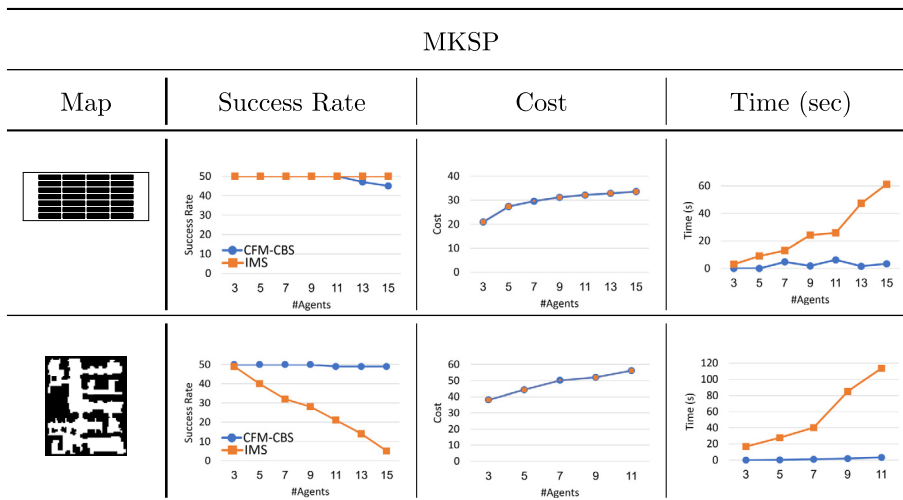 MKSP
Map Success Rate Cost Time (sec)
Success Rate
50
40
30
20
10
0
CFM-CBS
IMS
3 5 7 9 11 13 15
#Agents
Cost
40
30
20
10
0
3 5 7 9 11 13 15
#Agents
Time (s)
60
40
20
0
3 5 7 9 11 13 15
#Agents
Success Rate
50
40
30
20
10
0
CFM-CBS
IMS
3 5 7 9 11 13 15
#Agents
Cost
60
50
40
30
20
10
0
3 5 7 9 11
#Agents
Time (s)
120
100
80
60
40
20
0
3 5 7 9 11
#Agents